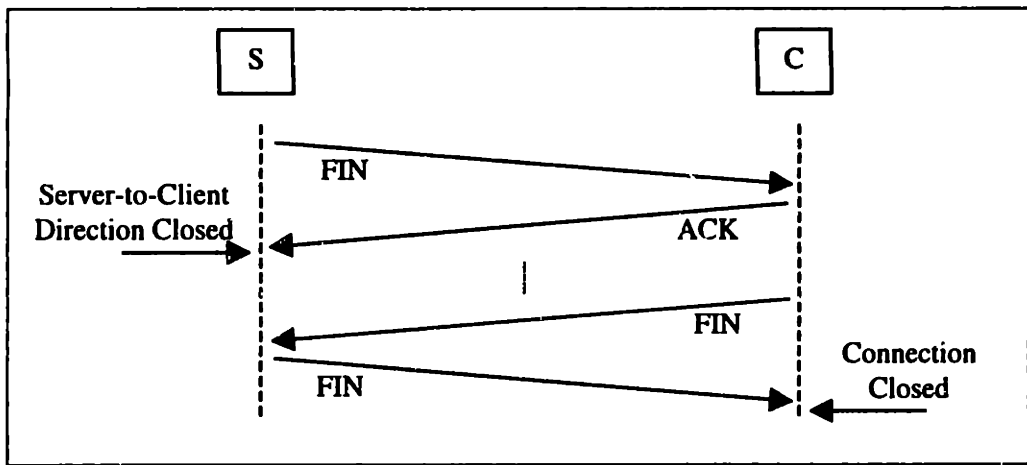 S
C
FIN
Server-to-Client
Direction Closed
ACK
FIN
Connection
Closed
FIN